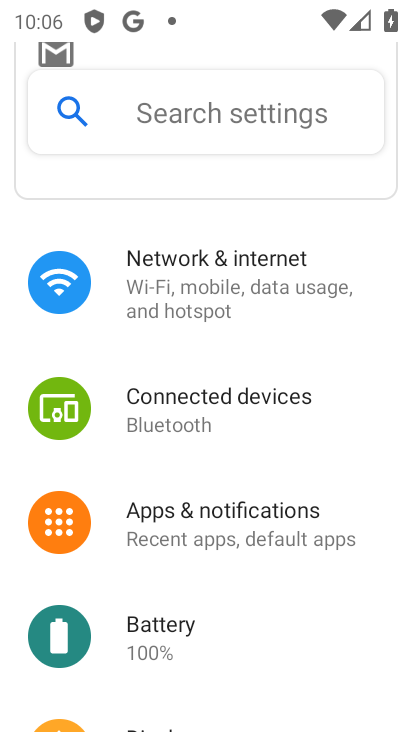 10:06
Search settings
Network & internet
Wi-Fi, mobile, data usage,
and hotspot
Connected devices
Bluetooth
Apps & notifications
Recent apps, default apps
Battery
100%